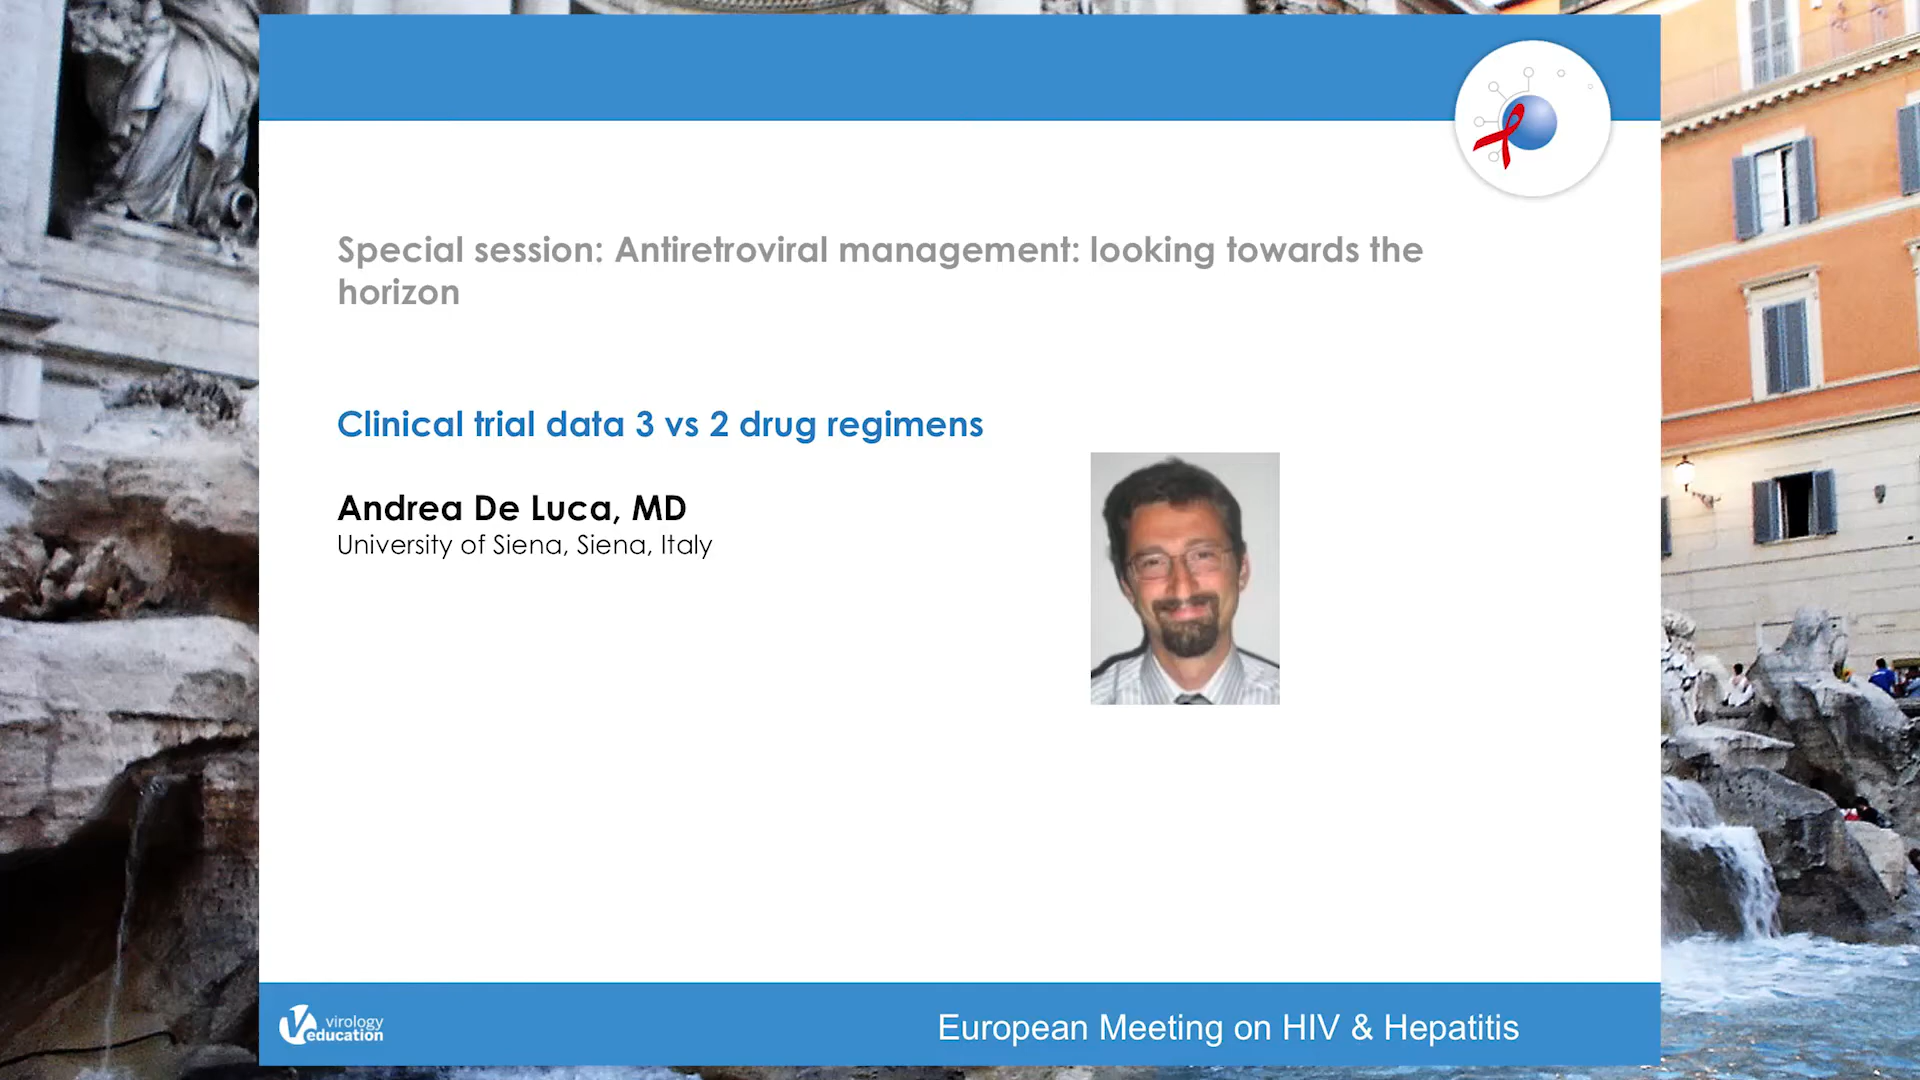 Special session: Antiretroviral management: looking towards the
horizon
Clinical trial data 3 vs 2 drug regimens
Andrea De Luca, MD
University of Siena, Siena, Italy
virology
education
European Meeting on HIV & Hepatitis